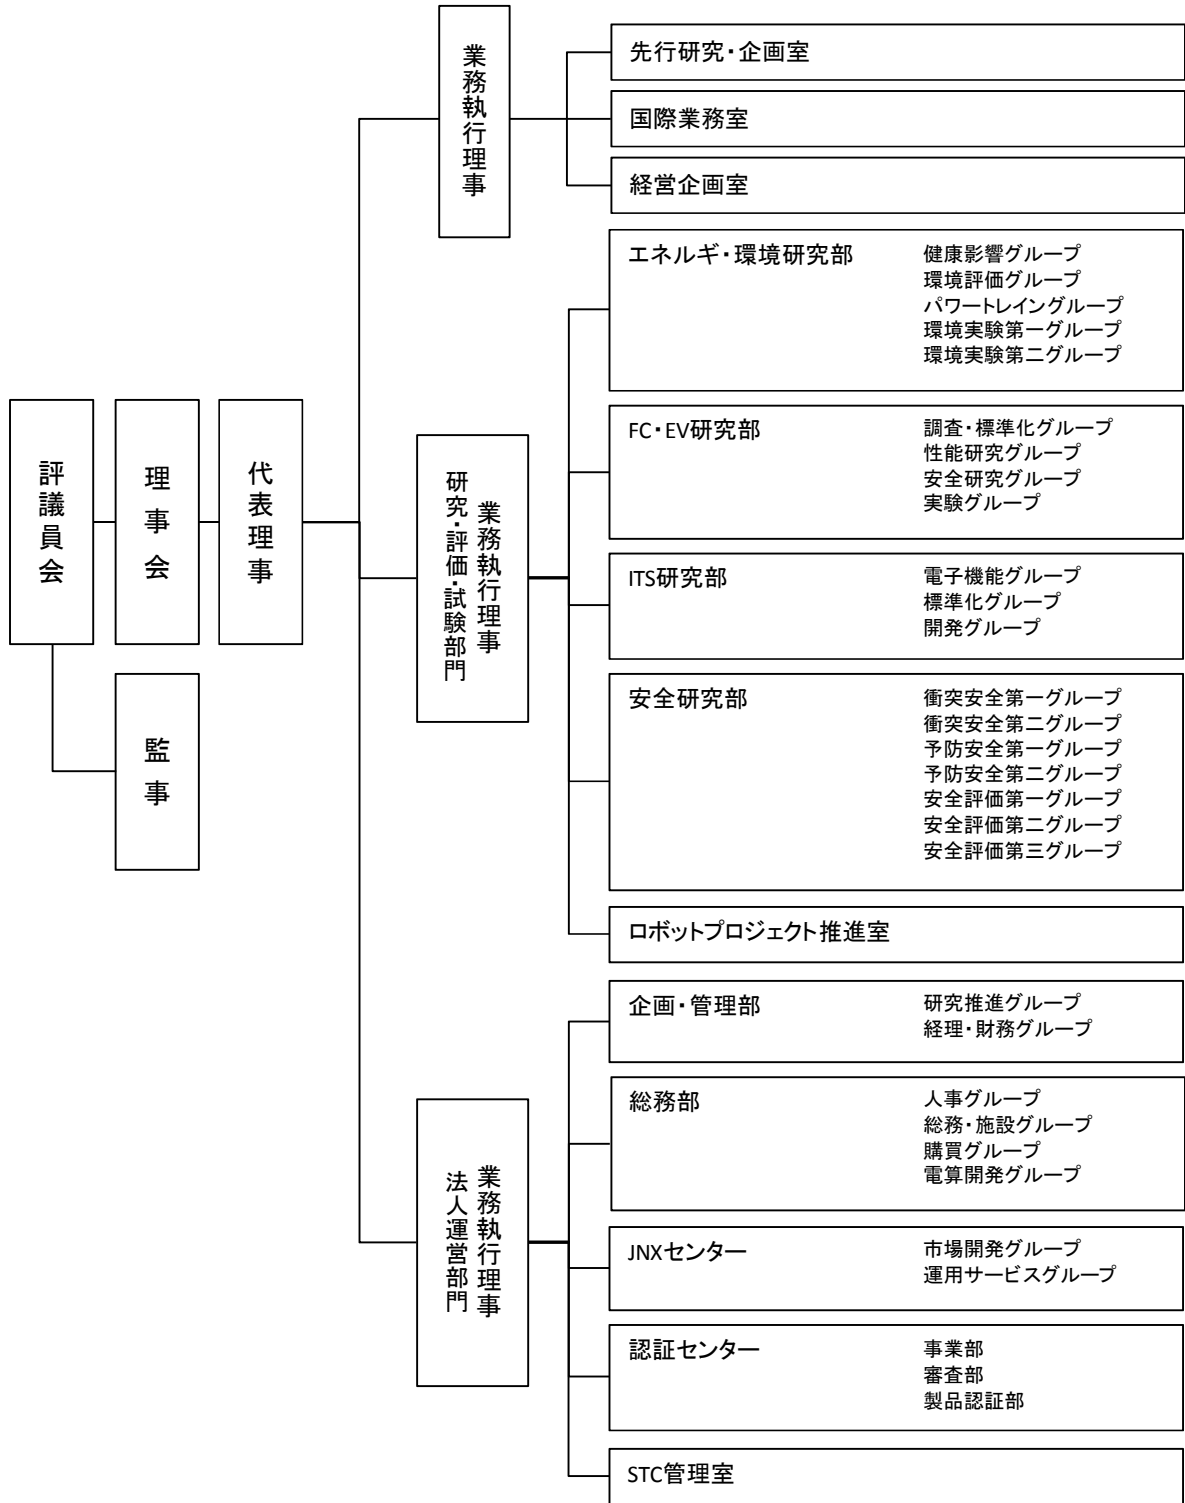 評議員会
理事会
監事
代表理事
業務執行理事
先行研究・企画室
国際業務室
経営企画室
業務執行理事
研究・評価・試験部門
エネルギ・環境研究部
健康影響グループ
環境評価グループ
パワートレイングループ
環境実験第一グループ
環境実験第二グループ
FC・EV研究部
調査・標準化グループ
性能研究グループ
安全研究グループ
実験グループ
ITS研究部
電子機能グループ
標準化グループ
開発グループ
安全研究部
衝突安全第一グループ
衝突安全第二グループ
予防安全第一グループ
予防安全第二グループ
安全評価第一グループ
安全評価第二グループ
安全評価第三グループ
ロボットプロジェクト推進室
業務執行理事
法人運営部門
企画・管理部
研究推進グループ
経理・財務グループ
総務部
人事グループ
総務・施設グループ
購買グループ
電算開発グループ
JNXセンター
市場開発グループ
運用サービスグループ
認証センター
事業部
審査部
製品認証部
STC管理室